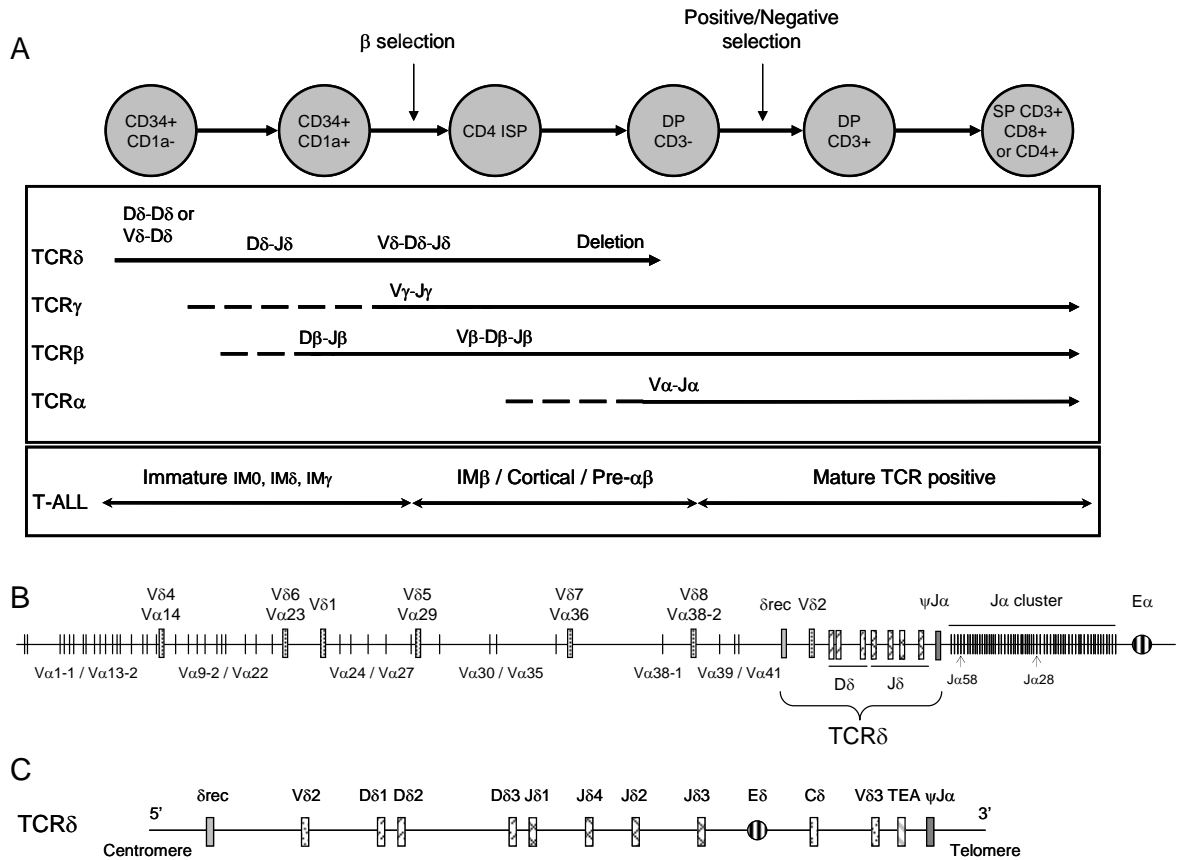 A
β selection
Positive/Negative
selection
CD34+
CD1a-
CD34+
CD1a+
CD4 ISP
DP
CD3-
DP
CD3+
SP CD3+
CD8+
or CD4+
TCRδ
Dδ-Dδ or
Vδ-Dδ
Dδ-Jδ
Vδ-Dδ-Jδ
Deletion
TCRγ
Vγ-Jγ
TCRβ
Dβ-Jβ
Vβ-Dβ-Jβ
TCRα
Vα-Jα
T-ALL
Immature IM0, IMδ, IMγ
IMβ / Cortical / Pre-αβ
Mature TCR positive
B
Vδ4
Vα14
Vδ6
Vα23
Vδ1
Vδ5
Vα29
Vδ7
Vα36
Vδ8
Vα38-2
δrec
Vδ2
ψJα
Jα cluster
Eα
Vα1-1 / Vα13-2
Vα9-2 / Vα22
Vα24 / Vα27
Vα30 / Vα35
Vα38-1
Vα39 / Vα41
Dδ
Jδ
Jα58
Jα28
TCRδ
C
TCRδ
5'
Centromere
δrec
Vδ2
Dδ1
Dδ2
Dδ3
Jδ1
Jδ4
Jδ2
Jδ3
Eδ
Cδ
Vδ3
TEA
ψJα
3'
Telomere